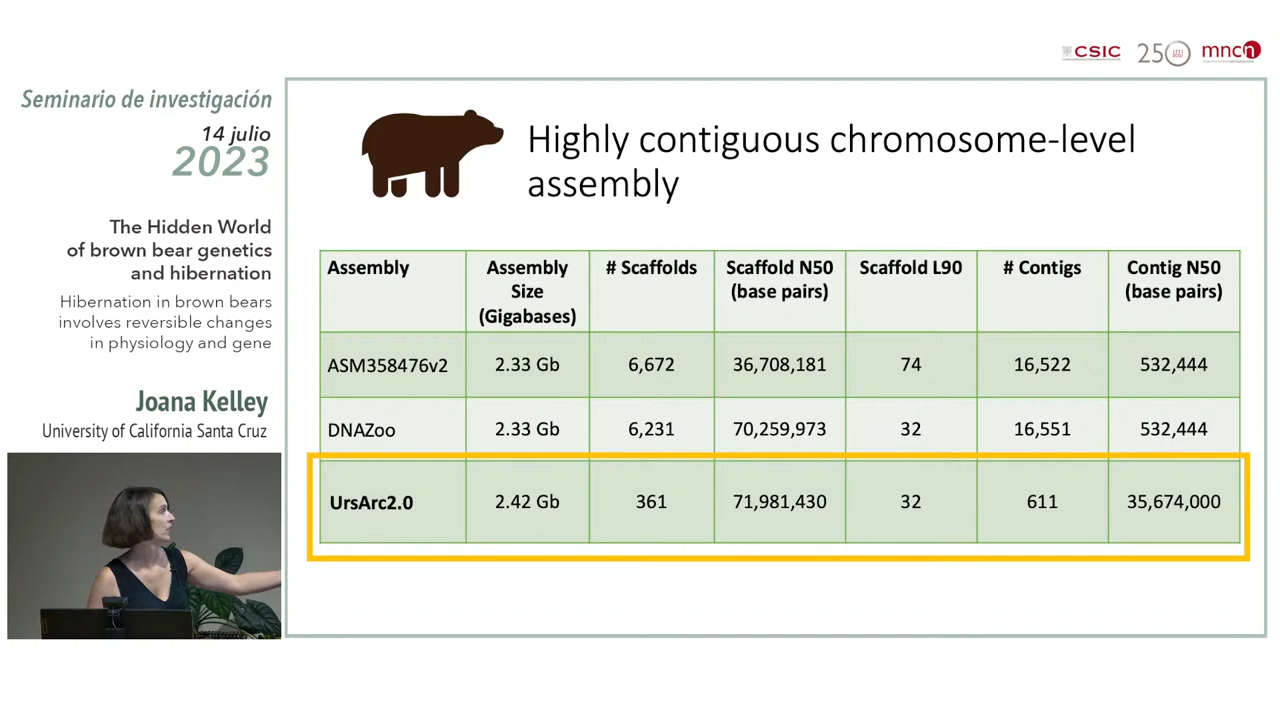 CSIC
250
mncn
Seminario de investigación
14 julio
2023
The Hidden World
of brown bear genetics
and hibernation
Hibernation in brown bears
involves reversible changes
in physiology and gene
Joana Kelley
University of California Santa Cruz
Highly contiguous chromosome-level
assembly
Assembly
Assembly
Size
(Gigabases)
# Scaffolds
Scaffold N50
(base pairs)
Scaffold L90
# Contigs
Contig N50
(base pairs)
ASM358476v2 2.33 Gb 6,672 36,708,181 74 16,522 532,444
DNAZoo 2.33 Gb 6,231 70,259,973 32 16,551 532,444
UrsArc2.0 2.42 Gb 361 71,981,430 32 611 35,674,000